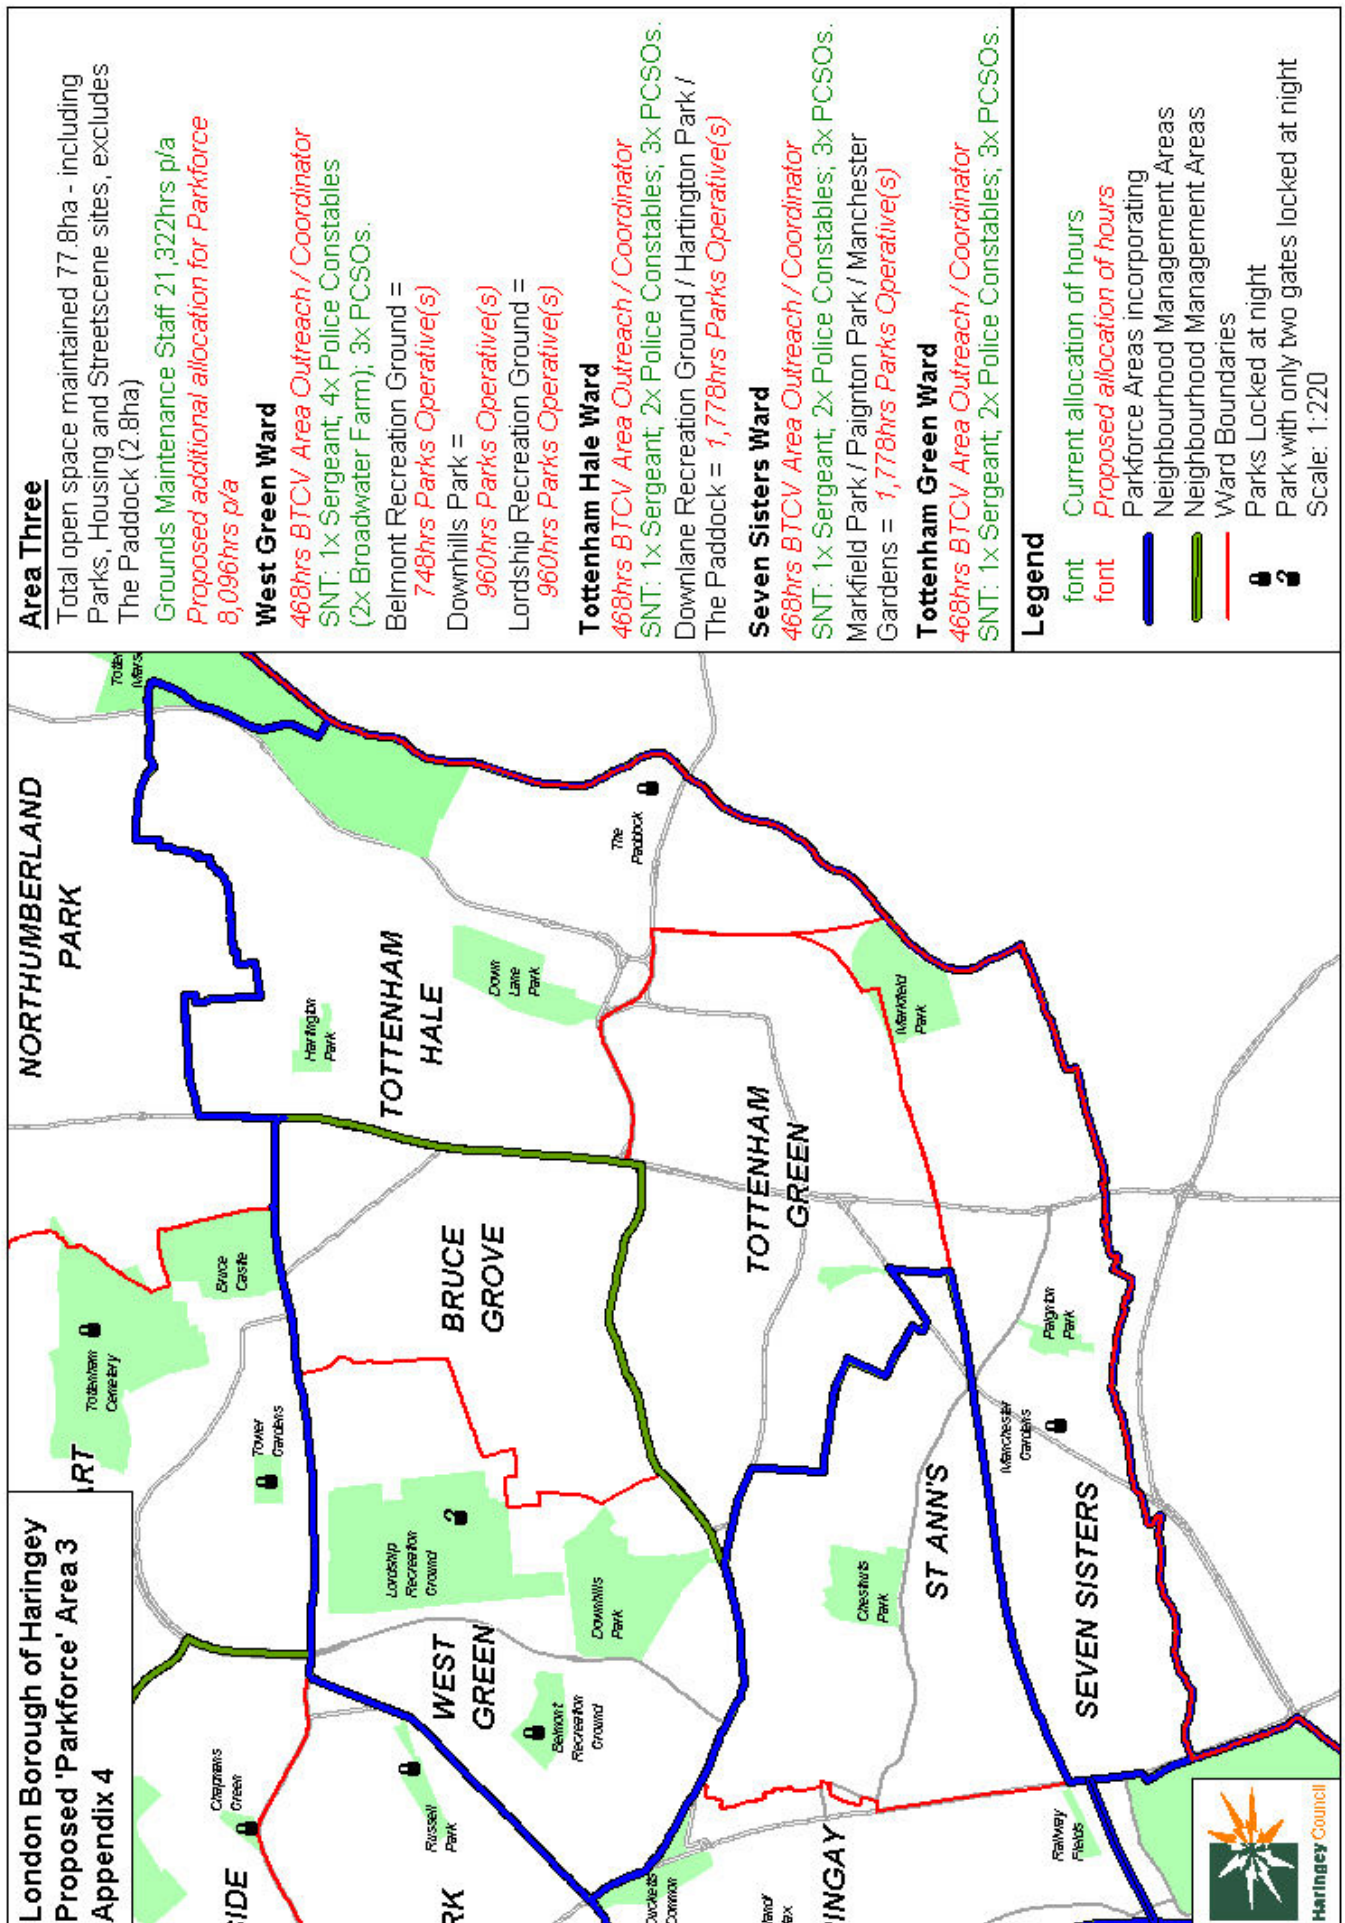 London Borough of Haringey
Proposed 'Parkforce' Area 3
Appendix 4
NORTHUMBERLAND
PARK
ART
Tottenham
Cemetery
Bruce
Castle
Tower
Gardens
Chapmans
Green
SIDE
Hartington
Park
TOTTENHAM
HALE
Down
Lane
Park
The
Paddock
BRUCE
GROVE
Lordship
Recreation
Ground
Downhills
Park
WEST
GREEN
Belmont
Recreation
Ground
Russell
Park
RK
TOTTENHAM
GREEN
Markfield
Park
Chestnuts
Park
ST ANN'S
Manchester
Gardens
Paignton
Park
SEVEN SISTERS
Railway
Fields
INGAY
Common
Haringey Council
Area Three
Total open space maintained 77.8ha - including
Parks, Housing and Streetscene sites, excludes
The Paddock (2.8ha)
Grounds Maintenance Staff 21,322hrs p/a
Proposed additional allocation for Parkforce
8,096hrs p/a
West Green Ward
468hrs BTCV Area Outreach / Coordinator
SNT: 1x Sergeant; 4x Police Constables
(2x Broadwater Farm); 3x PCSOs.
Belmont Recreation Ground =
748hrs Parks Operative(s)
Downhills Park =
960hrs Parks Operative(s)
Lordship Recreation Ground =
960hrs Parks Operative(s)
Tottenham Hale Ward
468hrs BTCV Area Outreach / Coordinator
SNT: 1x Sergeant; 2x Police Constables; 3x PCSOs.
Downlane Recreation Ground / Hartington Park /
The Paddock = 1,778hrs Parks Operative(s)
Seven Sisters Ward
468hrs BTCV Area Outreach / Coordinator
SNT: 1x Sergeant; 2x Police Constables; 3x PCSOs.
Markfield Park / Paignton Park / Manchester
Gardens = 1,778hrs Parks Operative(s)
Tottenham Green Ward
468hrs BTCV Area Outreach / Coordinator
SNT: 1x Sergeant; 2x Police Constables; 3x PCSOs.
Legend
font Current allocation of hours
font Proposed allocation of hours
Parkforce Areas incorporating
Neighbourhood Management Areas
Neighbourhood Management Areas
Ward Boundaries
Parks Locked at night
2 Park with only two gates locked at night
Scale: 1:220